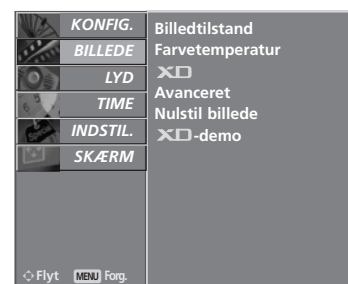 KONFIG.
BILLEDE
LYD
TIME
INDSTIL.
SKÆRM
Billedtilstand
Farvetemperatur
XD
Avanceret
Nulstil billede
XD-demo
Flyt MENU Forg.